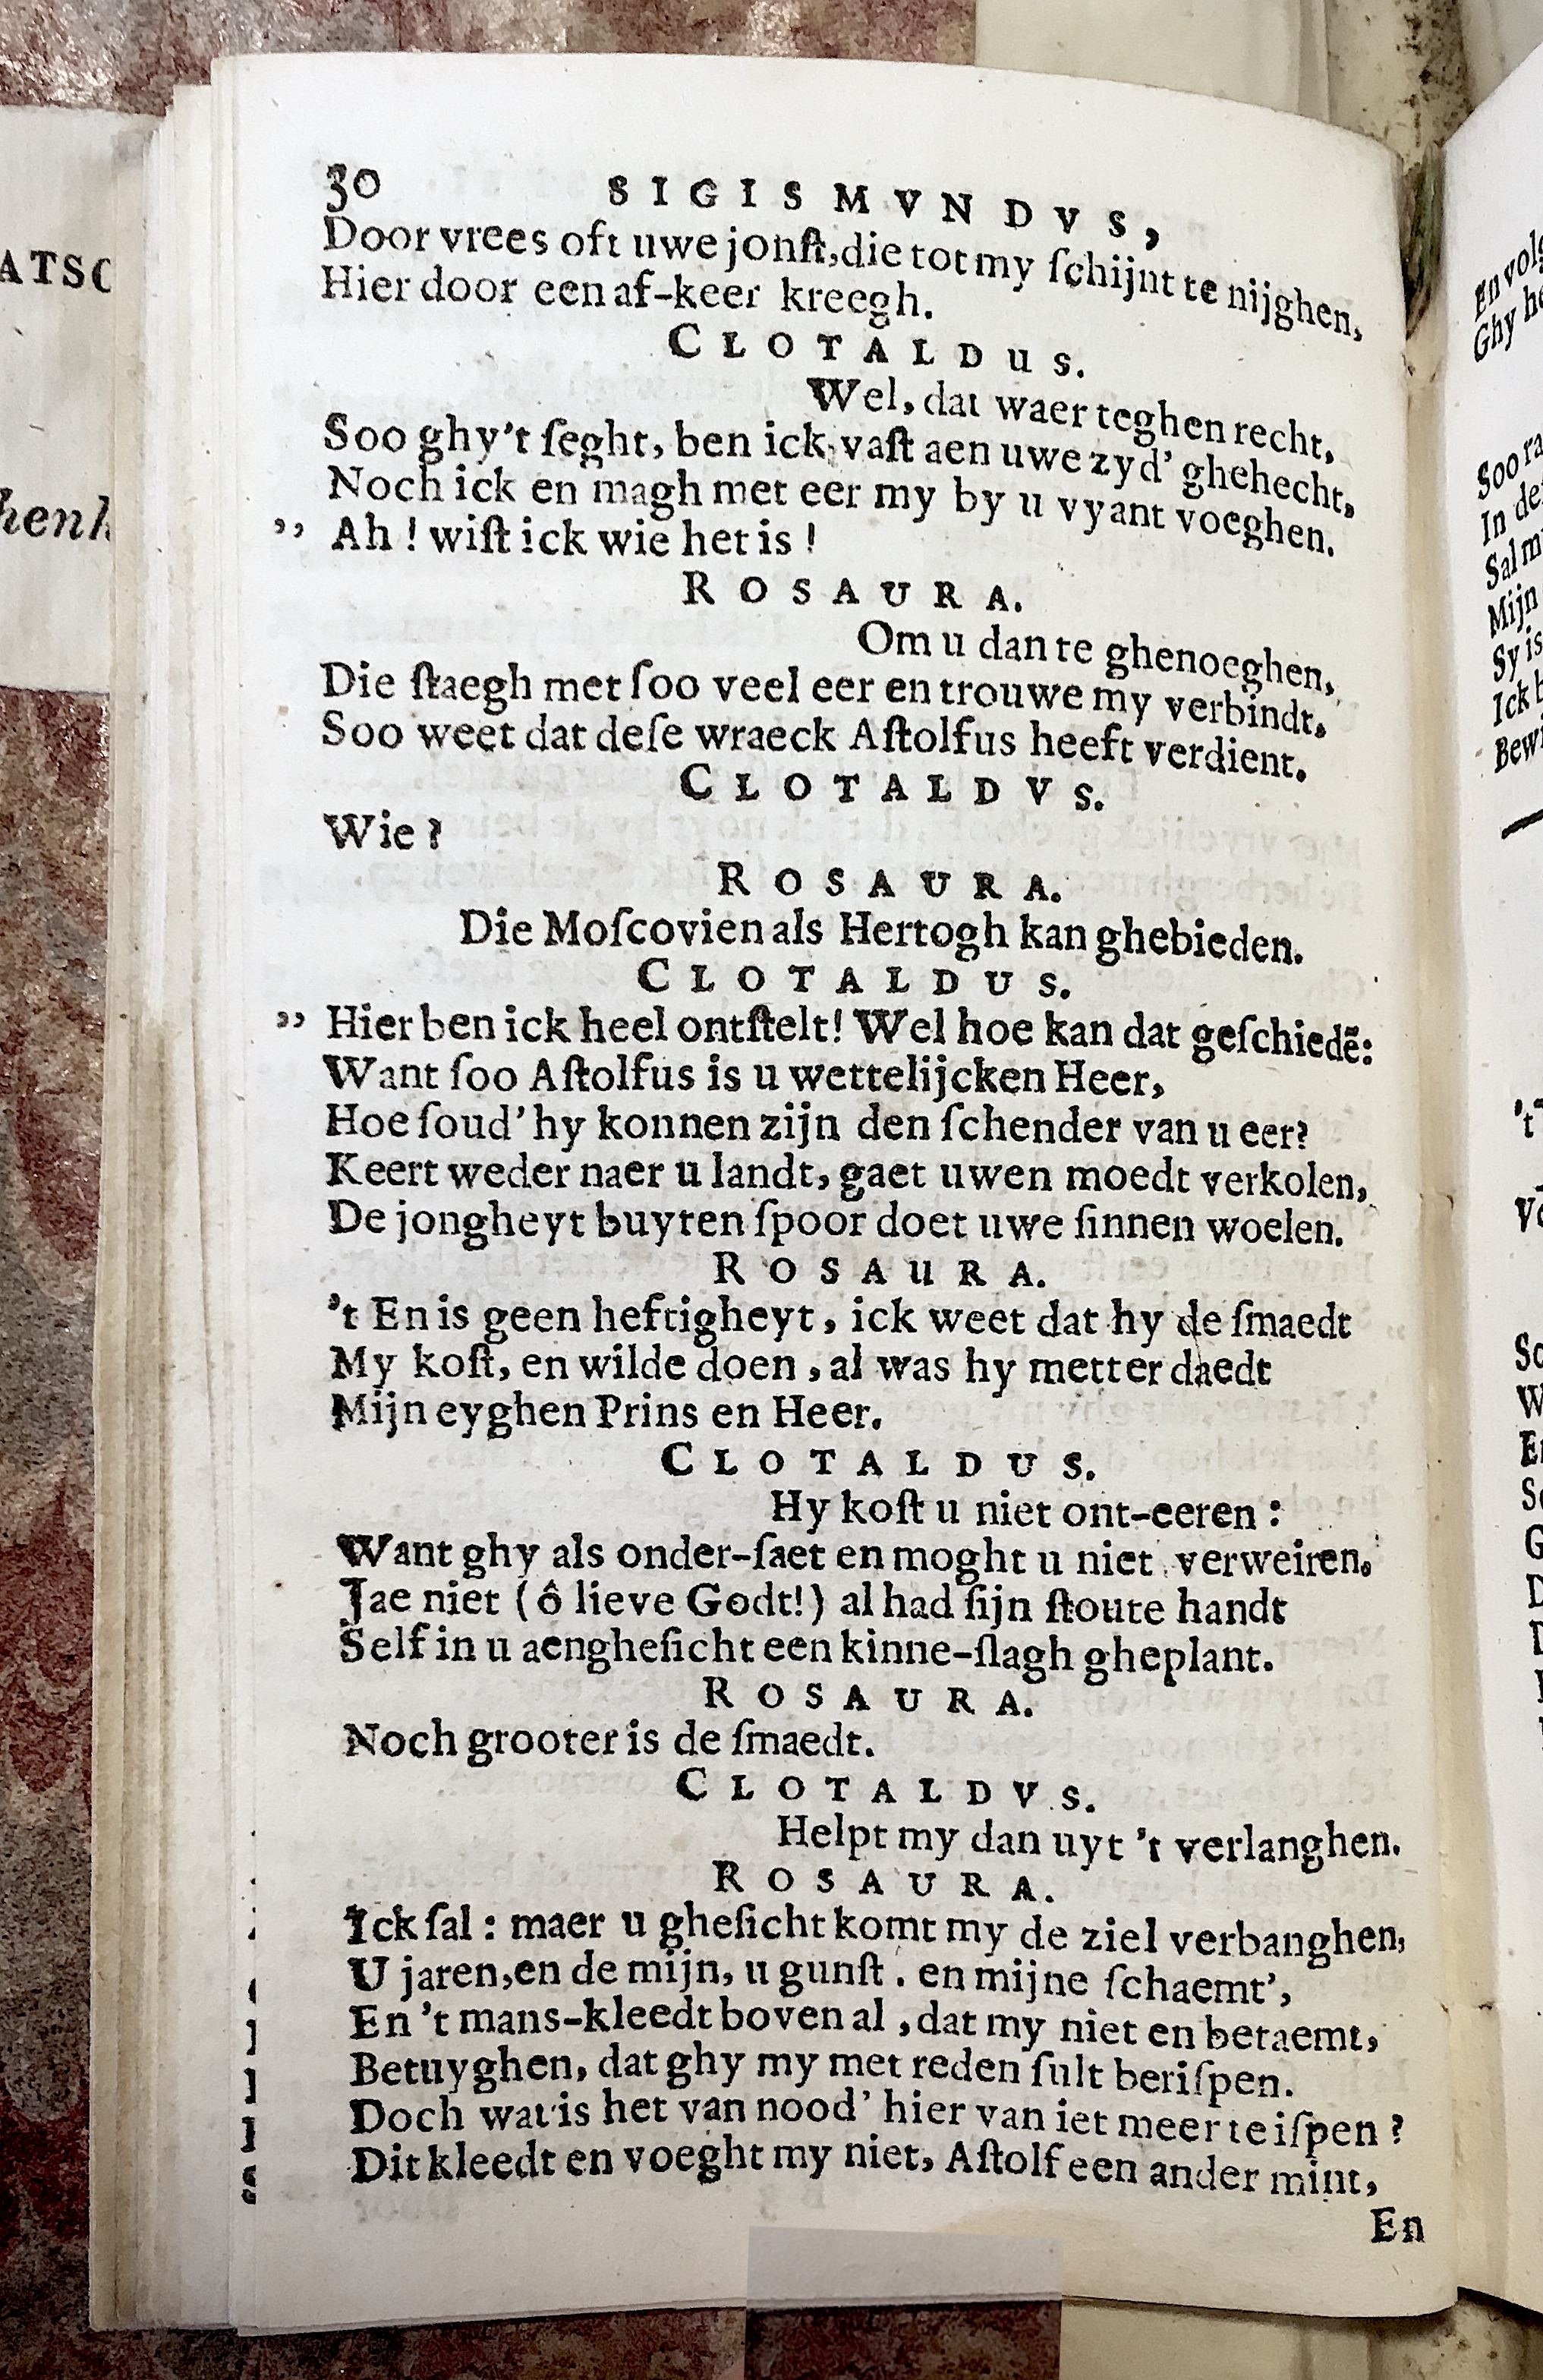 30 SIGISMVNDVS,
Door vrees oft uwe jonſt, die tot my ſchijnt te nijghen,
Hier door een af-keer kreegh.
CLOTALDUS.
Wel, dat waer teghen recht,
Soo ghy't ſeght, ben ick vaſt aen uwe zyd' ghehecht,
Noch ick en magh met eer my by u vyant voeghen.
,, Ah ! wiſt ick wie het is !
ROSAURA.
Om u dan te ghenoeghen,
Die ſtaegh met ſoo veel eer en trouwe my verbindt,
Soo weet dat deſe wraeck Aſtolfus heeft verdient.
CLOTALDVS.
Wie ?
ROSAURA.
Die Moſcovien als Hertogh kan ghebieden.
CLOTALDUS.
,, Hier ben ick heel ontſtelt! Wel hoe kan dat geſchiedē:
Want ſoo Aſtolfus is u wettelijcken Heer,
Hoe ſoud' hy konnen zijn den ſchender van u eer?
Keert weder naer u landt, gaet uwen moedt verkolen,
De jongheyt buyten ſpoor doet uwe ſinnen woelen.
ROSAURA.
't En is geen heftigheyt, ick weet dat hy de ſmaedt
My koſt, en wilde doen, al was hy metter daedt
Mijn eyghen Prins en Heer.
CLOTALDUS.
Hy koſt u niet ont-eeren :
Want ghy als onder-ſaet en moght u niet verweiren.
Jae niet (ô lieve Godt!) al had ſijn ſtoute handt
Self in u aengheſicht een kinne-ſlagh gheplant.
ROSAURA.
Noch grooter is de ſmaedt.
CLOTALDVS.
Helpt my dan uyt 't verlanghen.
ROSAURA.
Ick ſal : maer u gheſicht komt my de ziel verbanghen,
U jaren, en de mijn, u gunſt. en mijne ſchaemt',
En 't mans-kleedt boven al, dat my niet en betaemt,
Betuyghen, dat ghy my met reden ſult beriſpen.
Doch wat is het van nood' hier van iet meer te iſpen ?
Dit kleedt en voeght my niet, Aſtolf een ander mint,
En